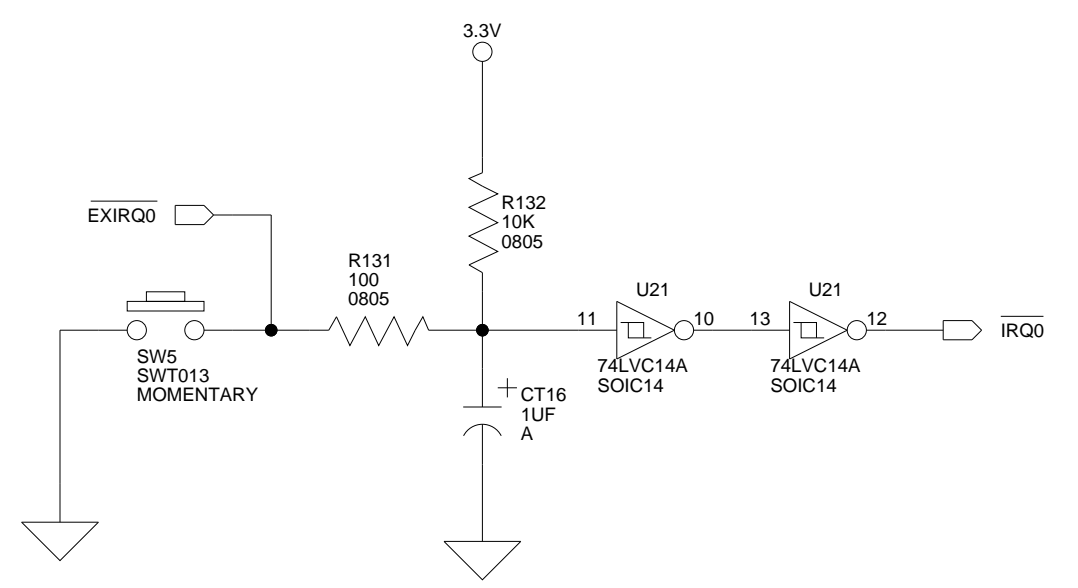 3.3V
R132
10K
0805
EXIRQ0
R131
100
0805
U21
U21
11
10
13
12
IRQ0
SW5
SWT013
MOMENTARY
74LVC14A
SOIC14
74LVC14A
SOIC14
+
CT16
1UF
A